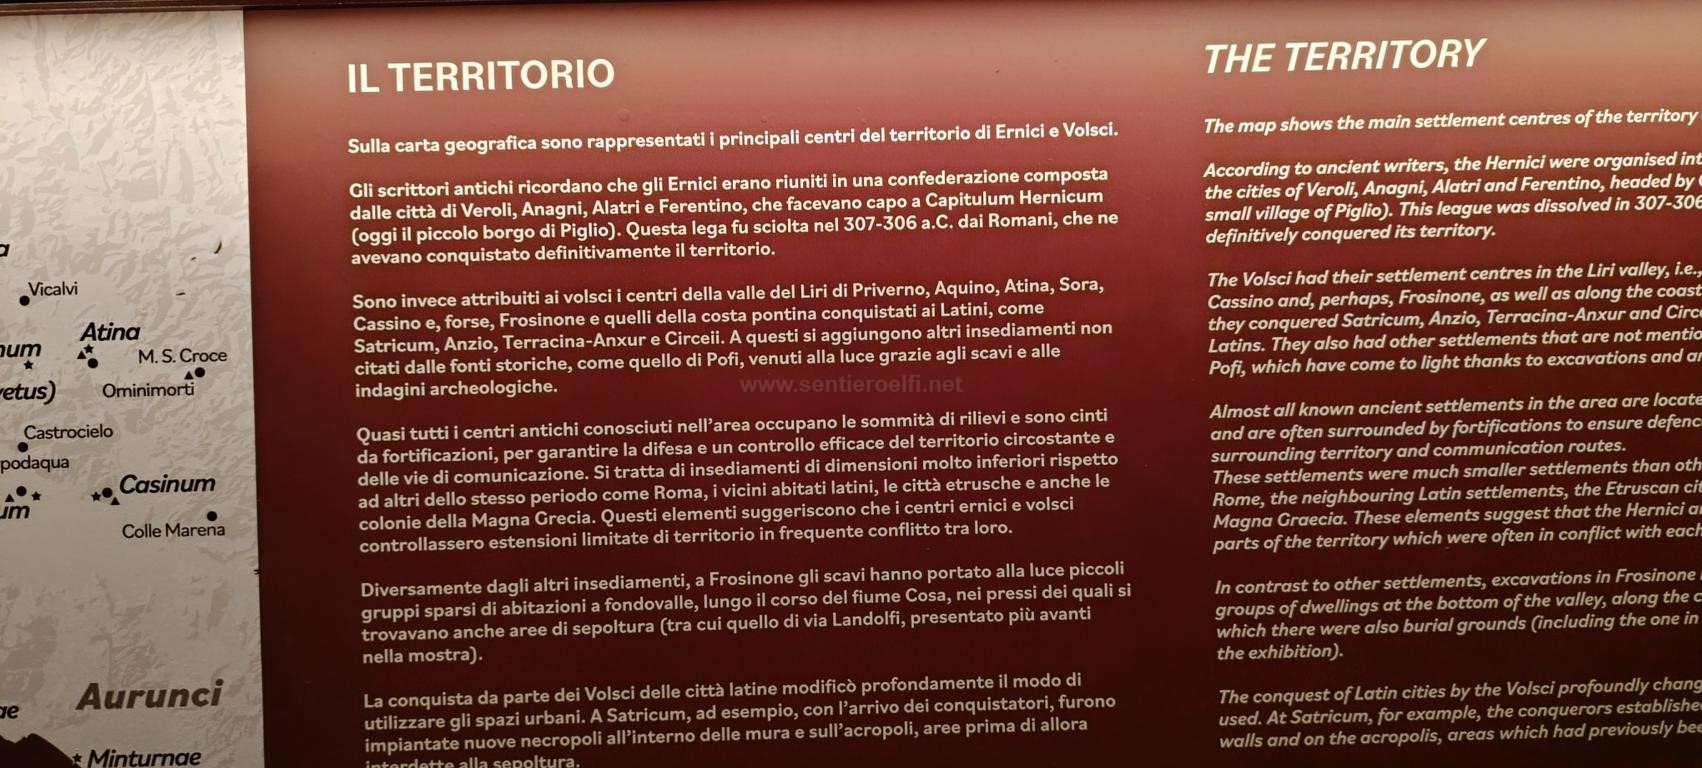 Vicalvi
Atina
M. S. Croce
Ominimorti
vetus)
Castrocielo
podaqua
Casinum
Colle Marena
Aurunci
Minturnae
IL TERRITORIO
Sulla carta geografica sono rappresentati i principali centri del territorio di Ernici e Volsci.
Gli scrittori antichi ricordano che gli Ernici erano riuniti in una confederazione composta
dalle città di Veroli, Anagni, Alatri e Ferentino, che facevano capo a Capitulum Hernicum
(oggi il piccolo borgo di Piglio). Questa lega fu sciolta nel 307-306 a.C. dai Romani, che ne
avevano conquistato definitivamente il territorio.
Sono invece attribuiti ai volsci i centri della valle del Liri di Priverno, Aquino, Atina, Sora,
Cassino e, forse, Frosinone e quelli della costa pontina conquistati ai Latini, come
Satricum, Anzio, Terracina-Anxur e Circeii. A questi si aggiungono altri insediamenti non
citati dalle fonti storiche, come quello di Pofi, venuti alla luce grazie agli scavi e alle
indagini archeologiche.
www.sentieroelfi.net
Quasi tutti i centri antichi conosciuti nell'area occupano le sommità di rilievi e sono cinti
da fortificazioni, per garantire la difesa e un controllo efficace del territorio circostante e
delle vie di comunicazione. Si tratta di insediamenti di dimensioni molto inferiori rispetto
ad altri dello stesso periodo come Roma, i vicini abitati latini, le città etrusche e anche le
colonie della Magna Grecia. Questi elementi suggeriscono che i centri ernici e volsci
controllassero estensioni limitate di territorio in frequente conflitto tra loro.
Diversamente dagli altri insediamenti, a Frosinone gli scavi hanno portato alla luce piccoli
gruppi sparsi di abitazioni a fondovalle, lungo il corso del fiume Cosa, nei pressi dei quali si
trovavano anche aree di sepoltura (tra cui quello di via Landolfi, presentato più avanti
nella mostra).
La conquista da parte dei Volsci delle città latine modificò profondamente il modo di
utilizzare gli spazi urbani. A Satricum, ad esempio, con l'arrivo dei conquistatori, furono
impiantate nuove necropoli all'interno delle mura e sull'acropoli, aree prima di allora
interdette alla sepoltura.
THE TERRITORY
The map shows the main settlement centres of the territory
According to ancient writers, the Hernici were organised int
the cities of Veroli, Anagni, Alatri and Ferentino, headed by
small village of Piglio). This league was dissolved in 307-306
definitively conquered its territory.
The Volsci had their settlement centres in the Liri valley, i.e.,
Cassino and, perhaps, Frosinone, as well as along the coast
they conquered Satricum, Anzio, Terracina-Anxur and Circ
Latins. They also had other settlements that are not mentio
Pofi, which have come to light thanks to excavations and ar
Almost all known ancient settlements in the area are locate
and are often surrounded by fortifications to ensure defenc
surrounding territory and communication routes.
These settlements were much smaller settlements than oth
Rome, the neighbouring Latin settlements, the Etruscan cit
Magna Graecia. These elements suggest that the Hernici a
parts of the territory which were often in conflict with each
In contrast to other settlements, excavations in Frosinone
groups of dwellings at the bottom of the valley, along the c
which there were also burial grounds (including the one in
the exhibition).
The conquest of Latin cities by the Volsci profoundly chang
used. At Satricum, for example, the conquerors establishe
walls and on the acropolis, areas which had previously bee